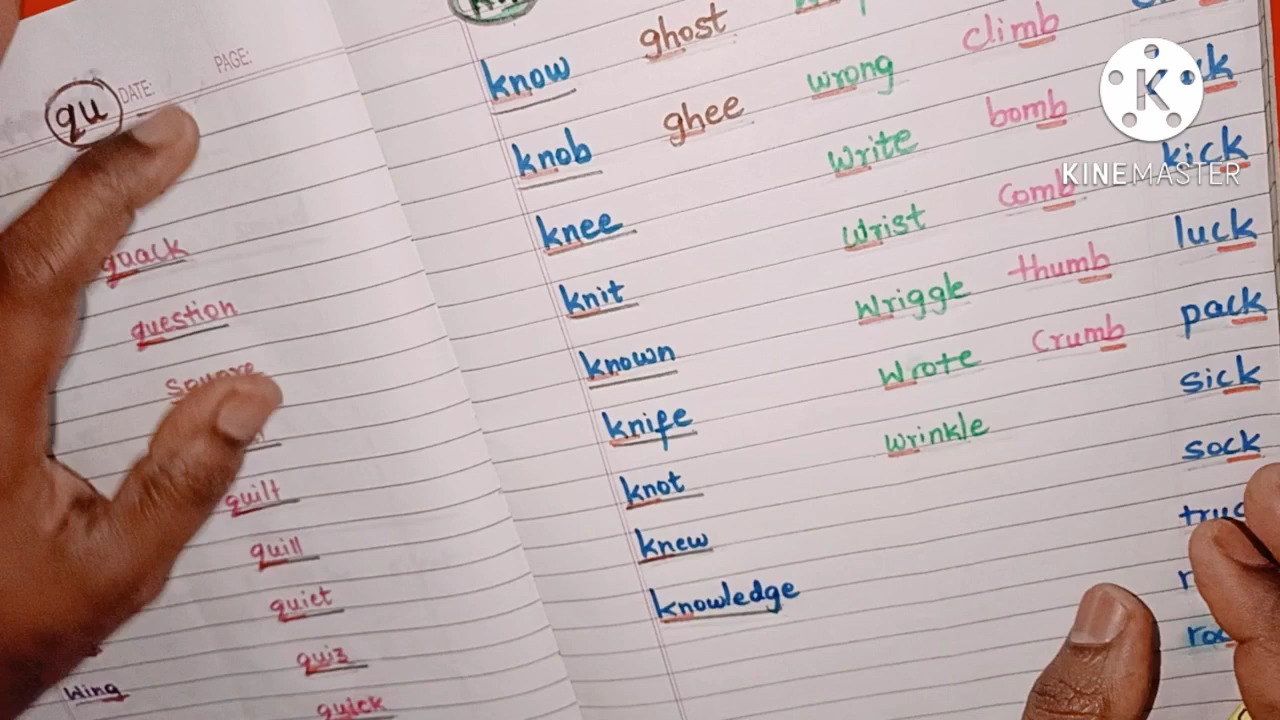 qu
DATE:
PAGE:
quack
question
Square
quilt
quill
quiet
quiz
quick
Wing
know
knob
knee
knit
known
knife
knot
knew
knowledge
ghost
ghee
wrong
write
wrist
wriggle
wrote
wrinkle
climb
bomb
comb
thumb
crumb
kick
luck
pack
sick
sock
K
KINEMASTER